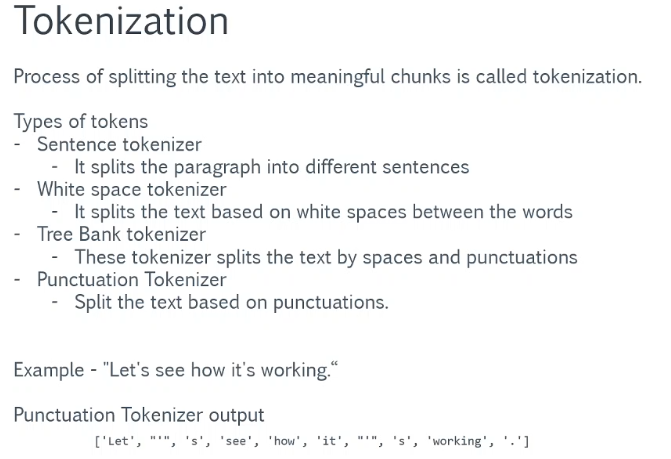 Tokenization
Process of splitting the text into meaningful chunks is called tokenization.
Types of tokens
- Sentence tokenizer
- It splits the paragraph into different sentences
- White space tokenizer
- It splits the text based on white spaces between the words
- Tree Bank tokenizer
- These tokenizer splits the text by spaces and punctuations
- Punctuation Tokenizer
- Split the text based on punctuations.
Example - "Let's see how it's working.“
Punctuation Tokenizer output
['Let', "'", 's', 'see', 'how', 'it', "'", 's', 'working', '.']